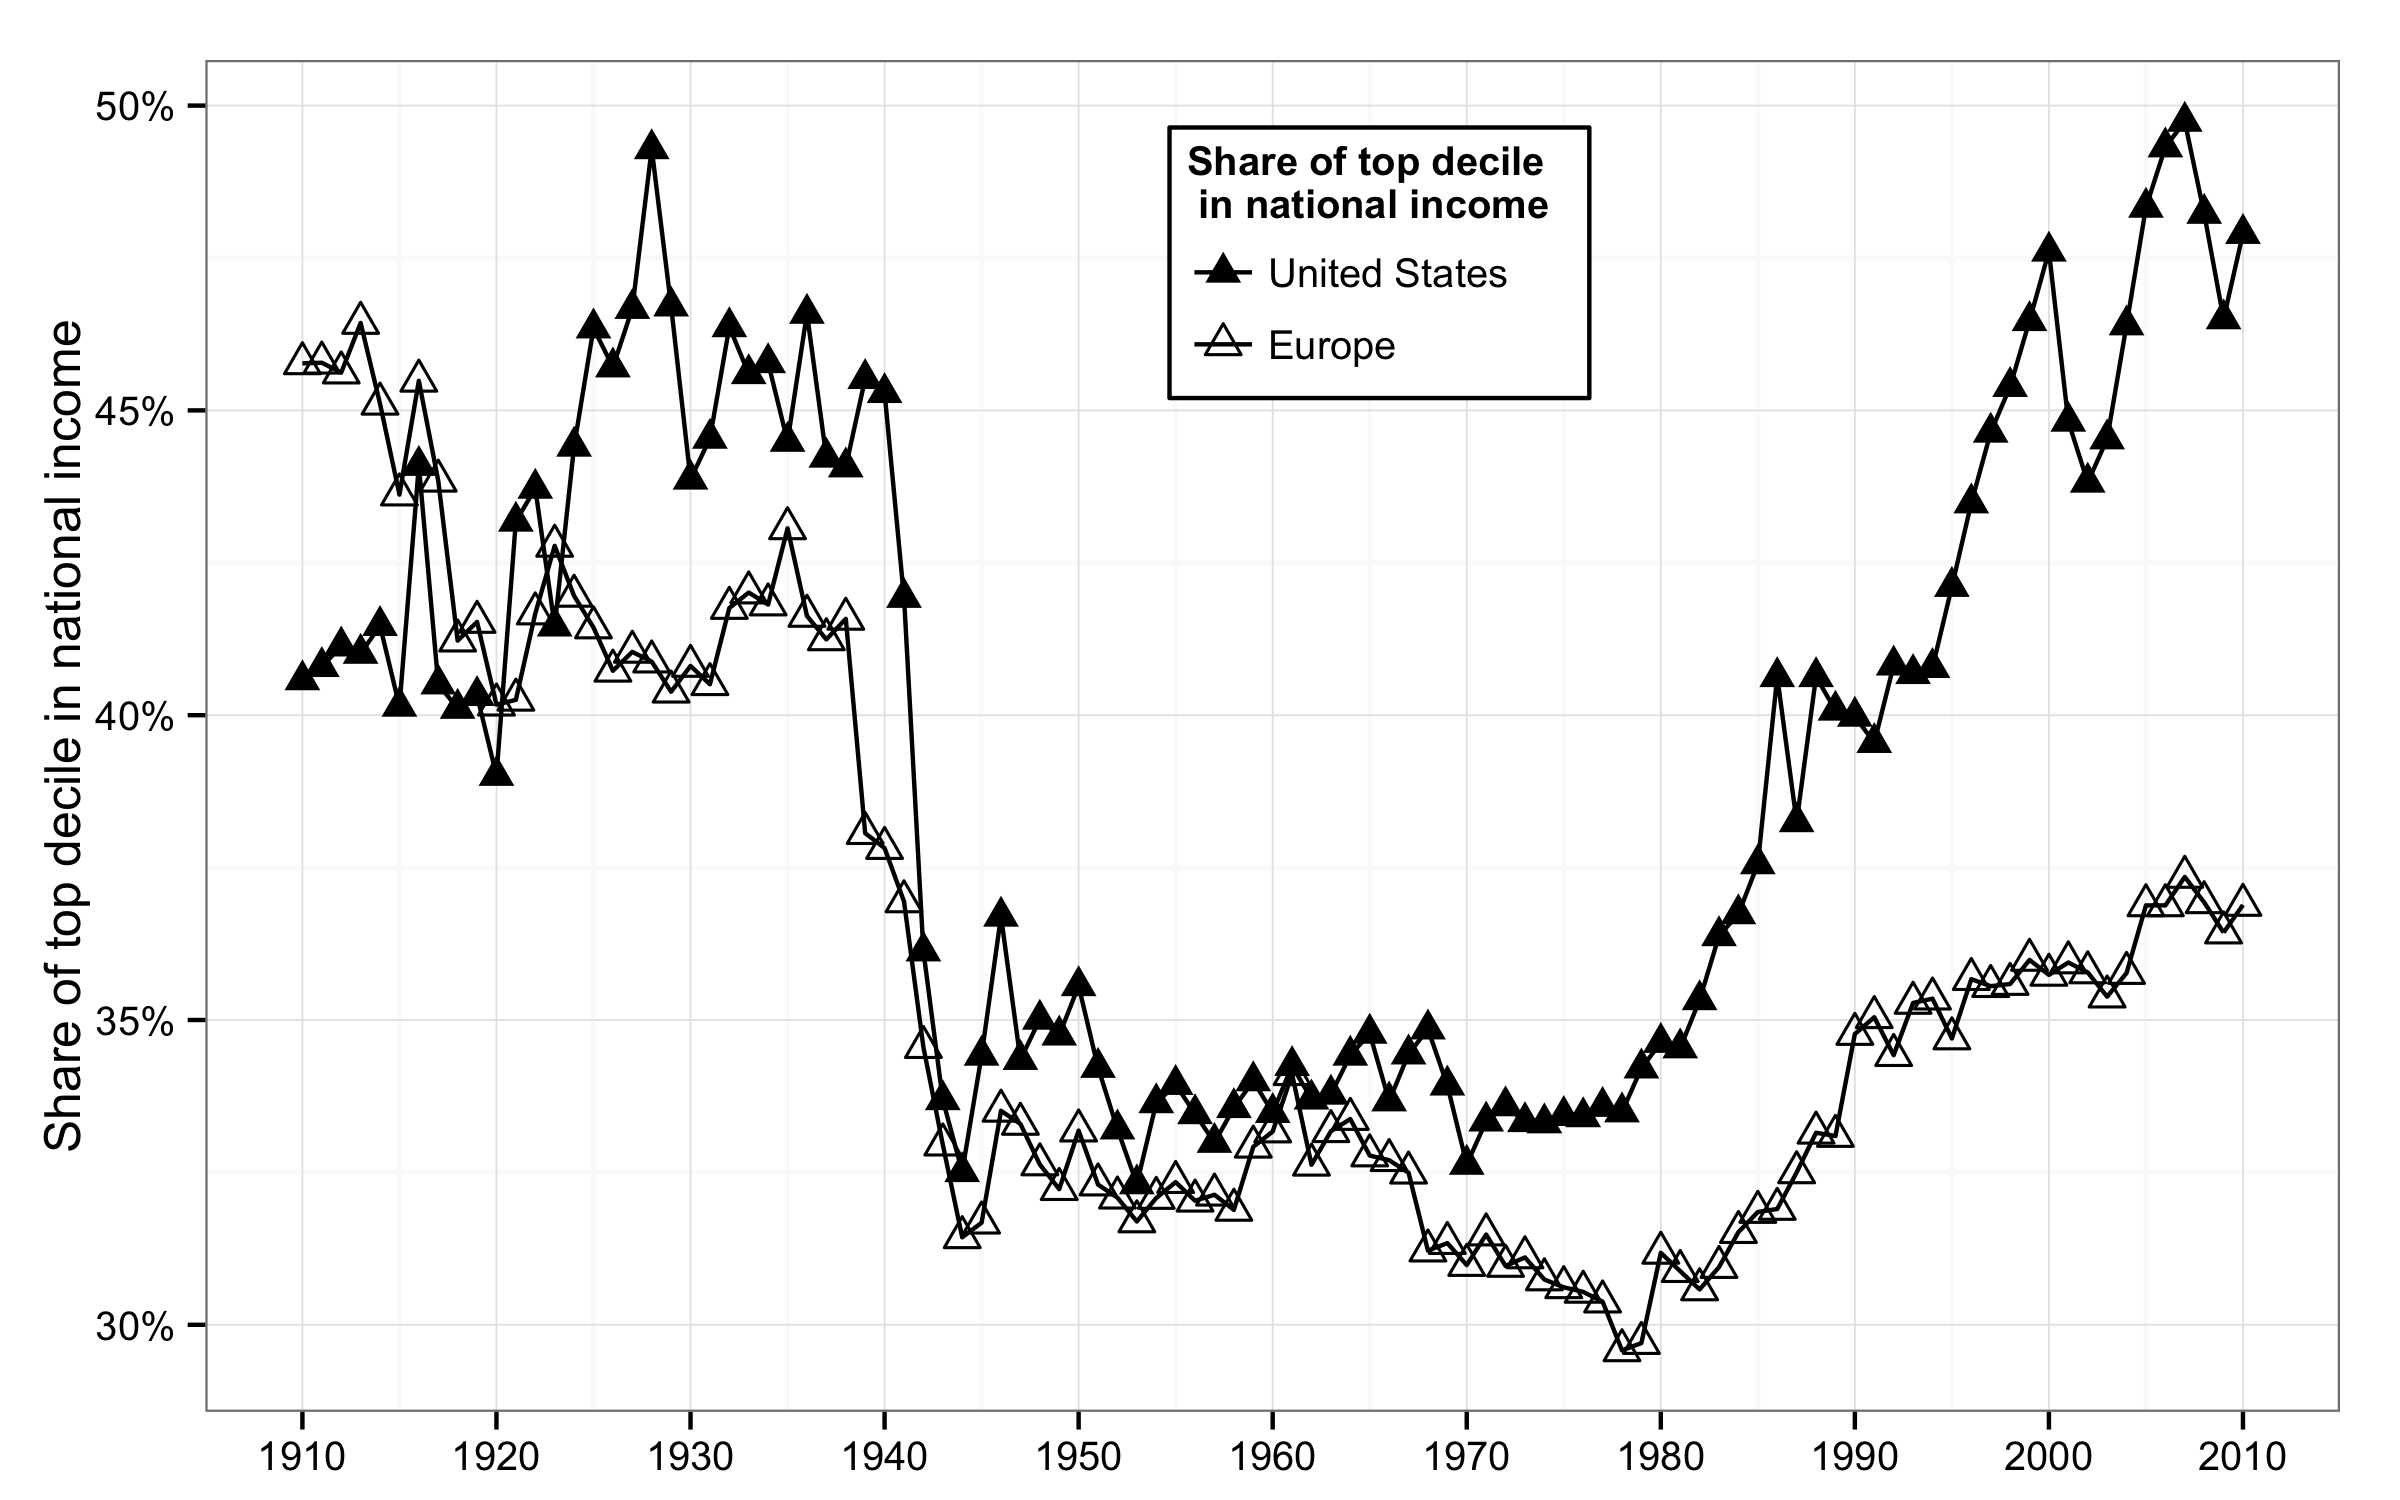 Share of top decile in national income
50%
45%
40%
35%
30%
Share of top decile
in national income
United States
Europe
1910 1920 1930 1940 1950 1960 1970 1980 1990 2000 2010